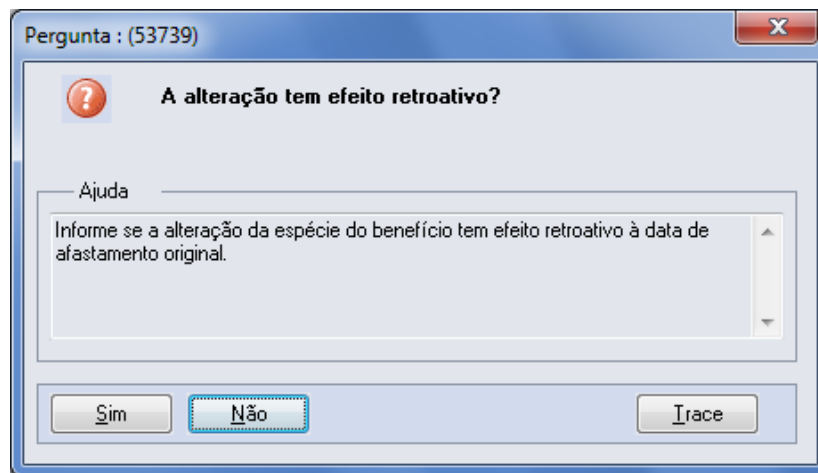 Pergunta : (53739)
A alteração tem efeito retroativo?
Ajuda
Informe se a alteração da espécie do benefício tem efeito retroativo à data de
afastamento original.
Sim
Não
Trace